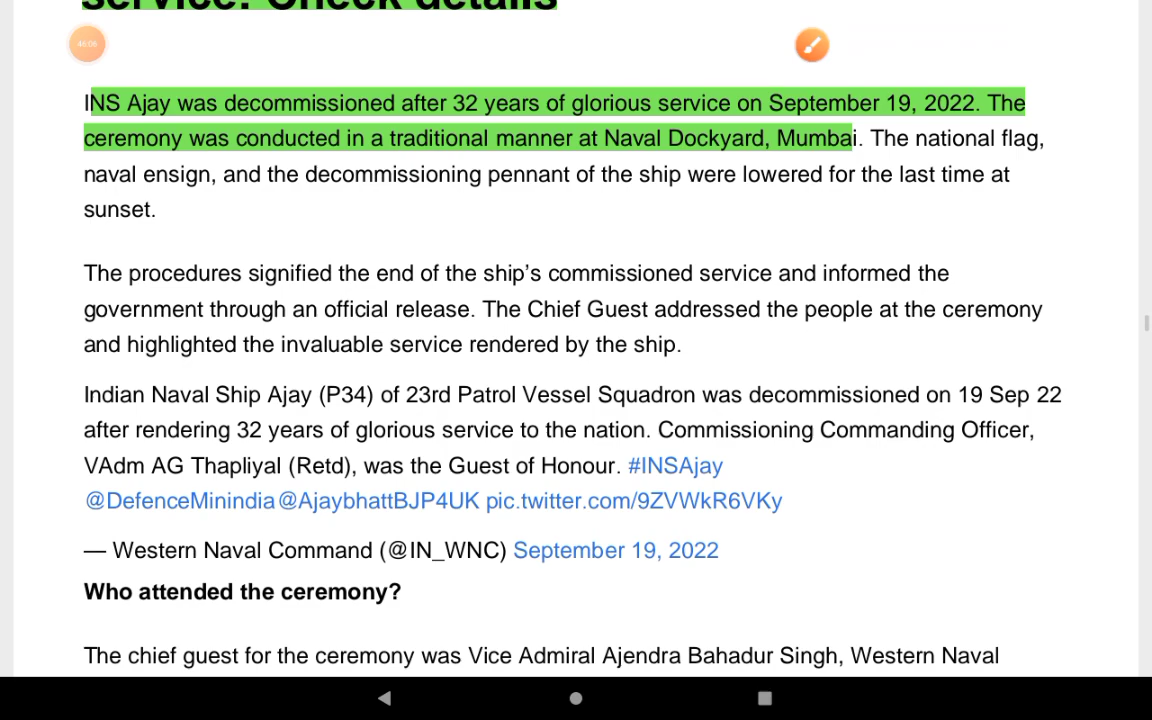 service: Check details
46:06
INS Ajay was decommissioned after 32 years of glorious service on September 19, 2022. The
ceremony was conducted in a traditional manner at Naval Dockyard, Mumbai. The national flag,
naval ensign, and the decommissioning pennant of the ship were lowered for the last time at
sunset.
The procedures signified the end of the ship’s commissioned service and informed the
government through an official release. The Chief Guest addressed the people at the ceremony
and highlighted the invaluable service rendered by the ship.
Indian Naval Ship Ajay (P34) of 23rd Patrol Vessel Squadron was decommissioned on 19 Sep 22
after rendering 32 years of glorious service to the nation. Commissioning Commanding Officer,
VAdm AG Thapliyal (Retd), was the Guest of Honour. #INSAjay
@DefenceMinindia@AjaybhattBJP4UK pic.twitter.com/9ZVWkR6VKy
— Western Naval Command (@IN_WNC) September 19, 2022
Who attended the ceremony?
The chief guest for the ceremony was Vice Admiral Ajendra Bahadur Singh, Western Naval